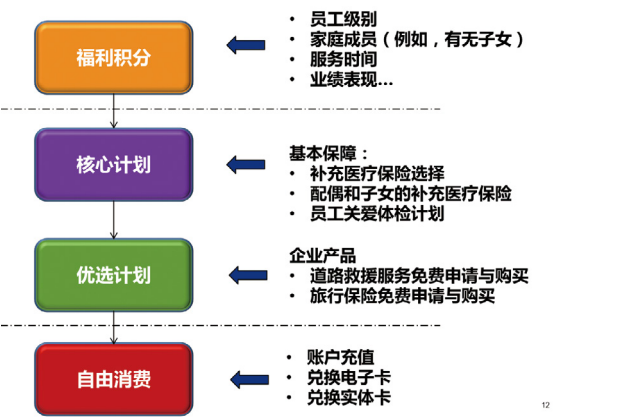 福利积分
• 员工级别
• 家庭成员（例如，有无子女）
• 服务时间
• 业绩表现...
核心计划
基本保障：
• 补充医疗保险选择
• 配偶和子女的补充医疗保险
• 员工关爱体检计划
优选计划
企业产品
• 道路救援服务免费申请与购买
• 旅行保险免费申请与购买
自由消费
• 账户充值
• 兑换电子卡
• 兑换实体卡
12